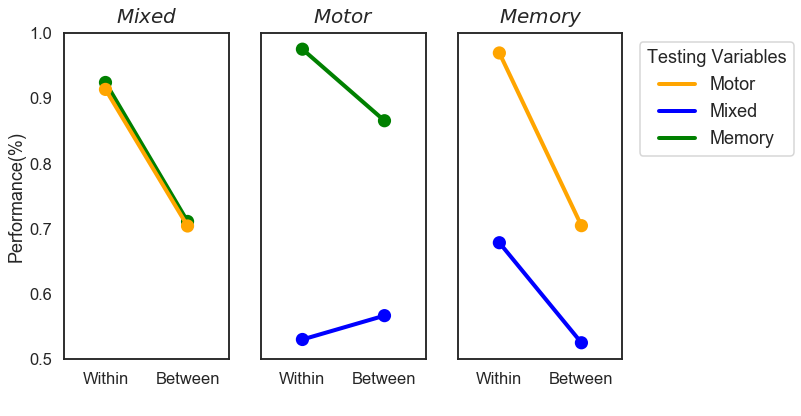 Mixed
Motor
Memory
Performance(%)
1.0
0.9
0.8
0.7
0.6
0.5
Within
Between
Within
Between
Within
Between
Testing Variables
Motor
Mixed
Memory